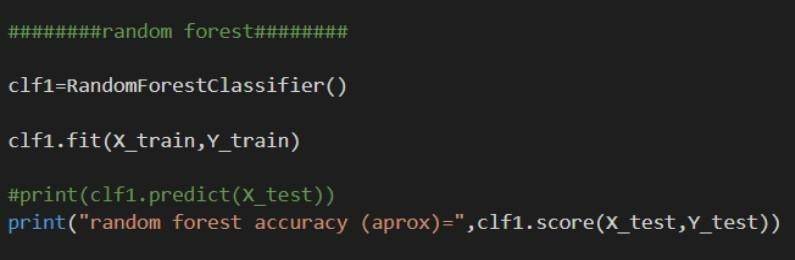 ########random forest########
clf1=RandomForestClassifier()
clf1.fit(X_train,Y_train)
#print(clf1.predict(X_test))
print("random forest accuracy (aprox)=",clf1.score(X_test,Y_test))